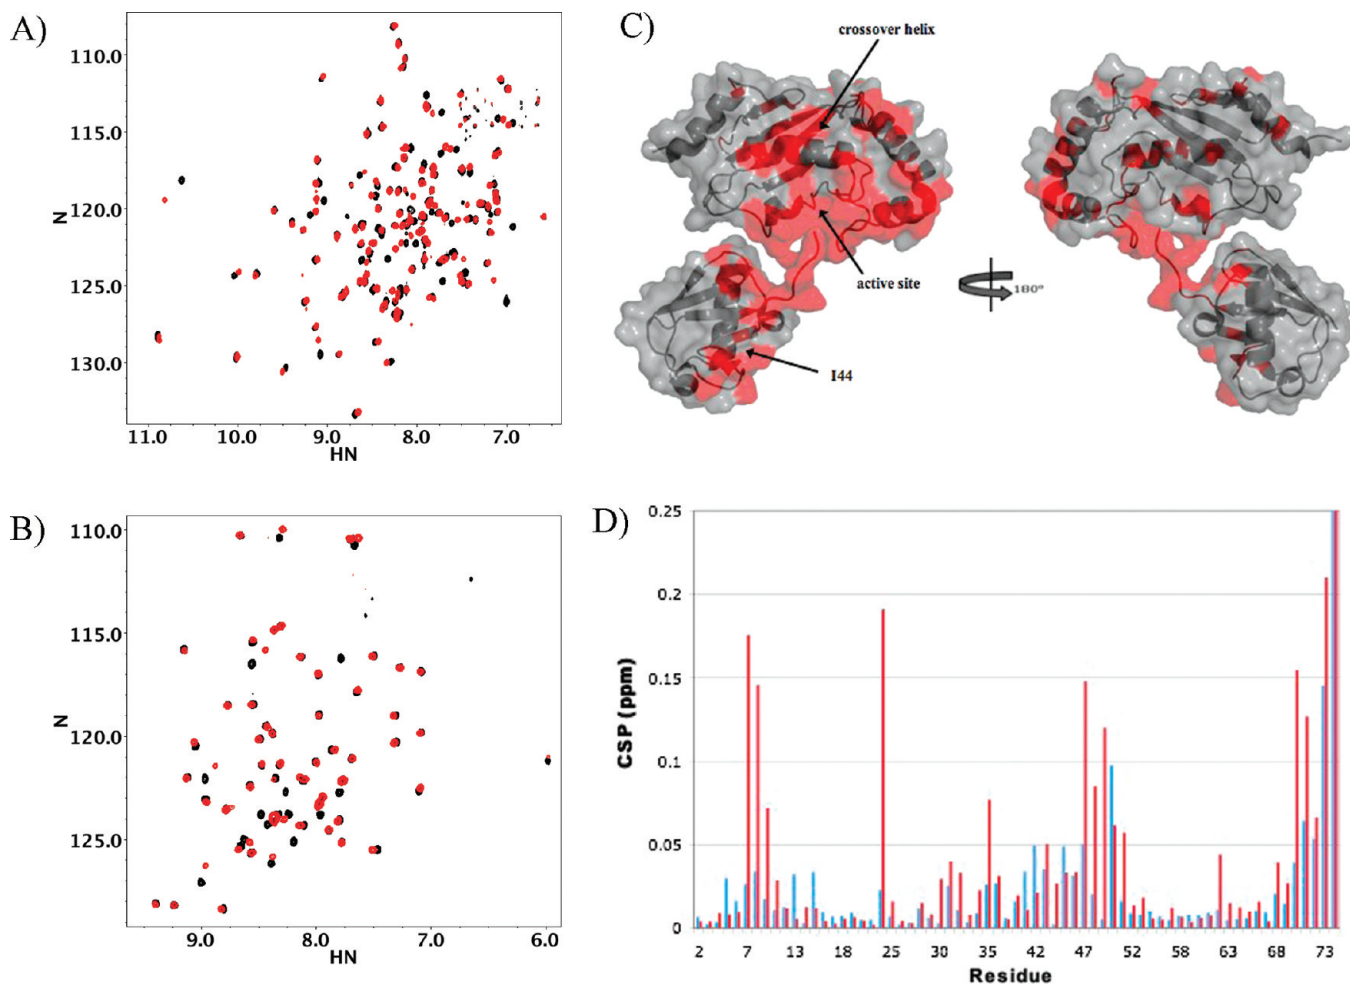 A)
110.0
115.0
120.0
125.0
130.0
N
11.0 10.0 9.0 8.0 7.0
HN
C)
crossover helix
active site
I44
180°
B)
110.0
115.0
120.0
125.0
N
9.0 8.0 7.0 6.0
HN
D)
0.25
0.2
0.15
0.1
0.05
0
CSP (ppm)
2 7 13 18 25 30 35 42 47 52 58 63 68 73
Residue